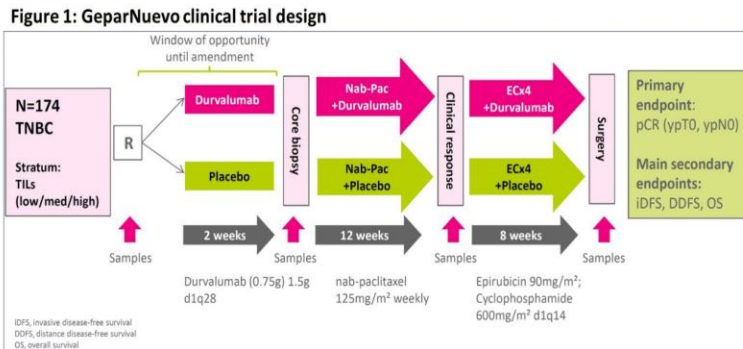 Figure 1: GeparNuevo clinical trial design
Window of opportunity
until amendment
N=174
TNBC
Stratum:
TILs
(low/med/high)
R
Durvalumab
Placebo
Core biopsy
Nab-Pac
+Durvalumab
Nab-Pac
+Placebo
Clinical response
ECx4
+Durvalumab
ECx4
+Placebo
Surgery
Primary
endpoint:
pCR (ypT0, ypN0)
Main secondary
endpoints:
iDFS, DDFS, OS
2 weeks
12 weeks
8 weeks
Samples
Samples
Samples
Samples
Durvalumab (0.75g) 1.5g
d1q28
nab-paclitaxel
125mg/m² weekly
Epirubicin 90mg/m²;
Cyclophosphamide
600mg/m² d1q14
iDFS, invasive disease-free survival
DDFS, distance disease-free survival
OS, overall survival